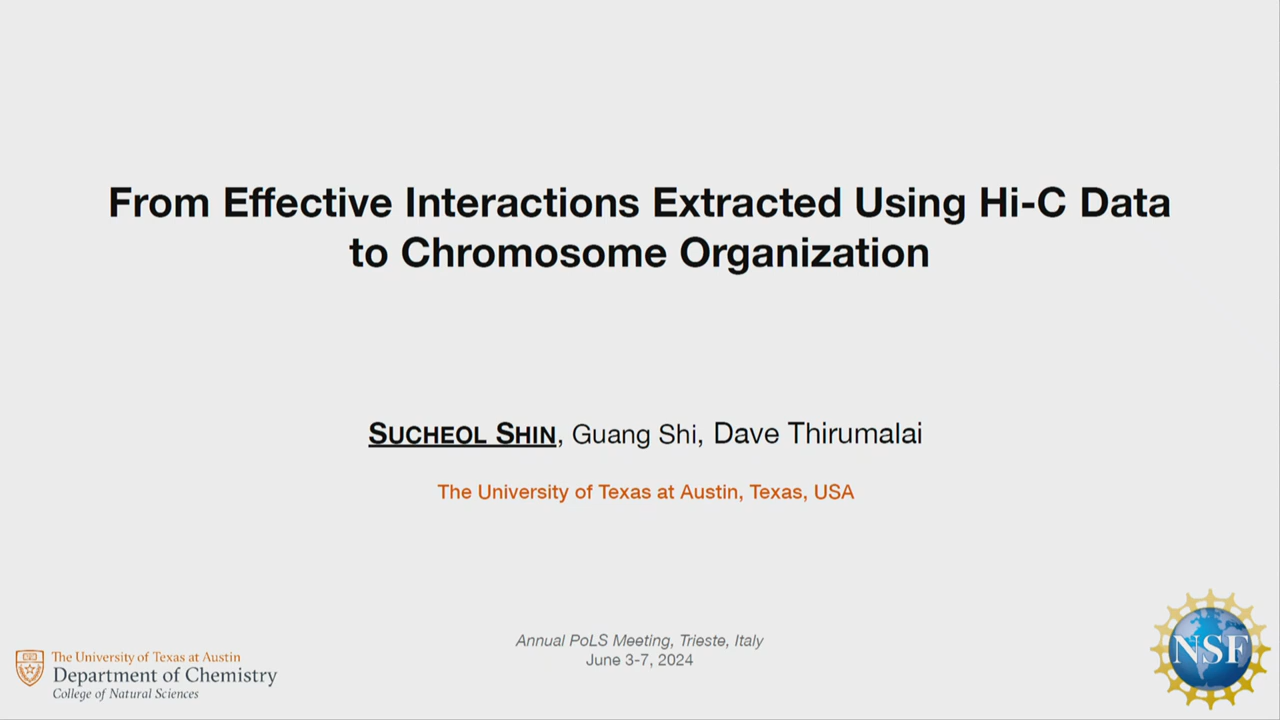 From Effective Interactions Extracted Using Hi-C Data
to Chromosome Organization
SUCHEOL SHIN, Guang Shi, Dave Thirumalai
The University of Texas at Austin, Texas, USA
Annual PoLS Meeting, Trieste, Italy
June 3-7, 2024
The University of Texas at Austin
Department of Chemistry
College of Natural Sciences
NSF